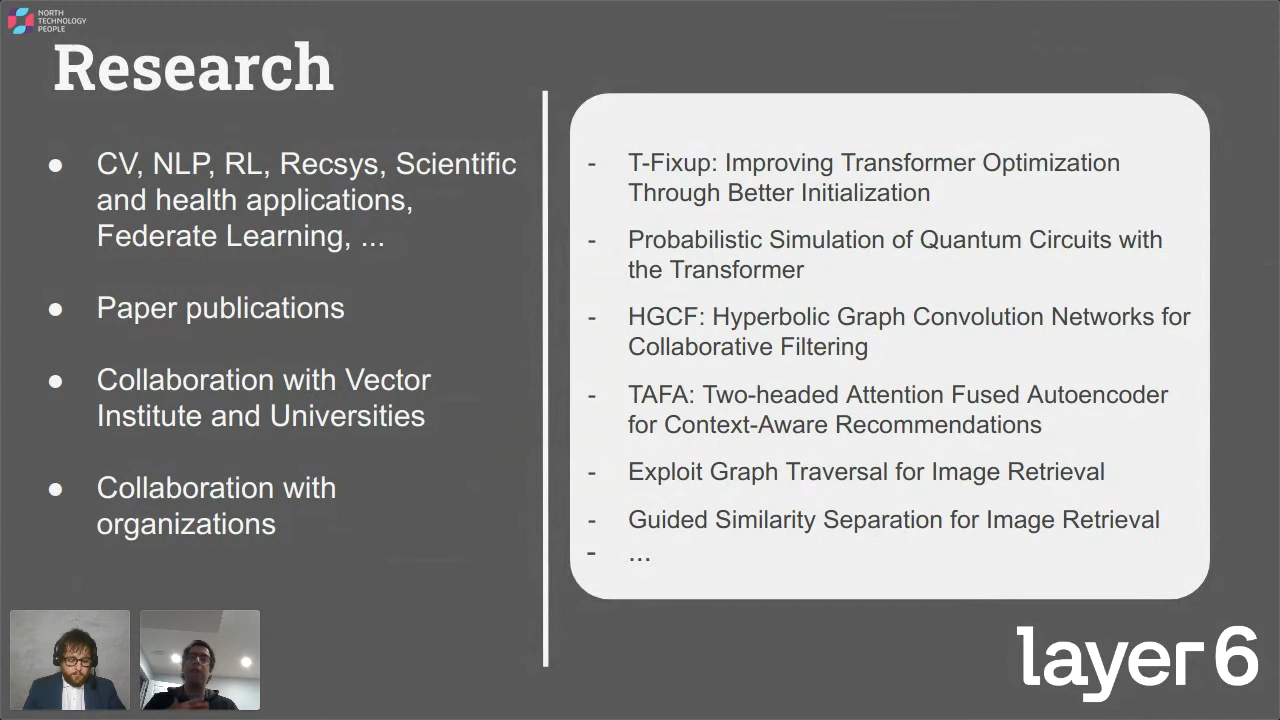 NORTH
TECHNOLOGY
PEOPLE
Research
● CV, NLP, RL, Recsys, Scientific
and health applications,
Federate Learning, ...
● Paper publications
● Collaboration with Vector
Institute and Universities
● Collaboration with
organizations
- T-Fixup: Improving Transformer Optimization
Through Better Initialization
- Probabilistic Simulation of Quantum Circuits with
the Transformer
- HGCF: Hyperbolic Graph Convolution Networks for
Collaborative Filtering
- TAFA: Two-headed Attention Fused Autoencoder
for Context-Aware Recommendations
- Exploit Graph Traversal for Image Retrieval
- Guided Similarity Separation for Image Retrieval
- ...
layer 6